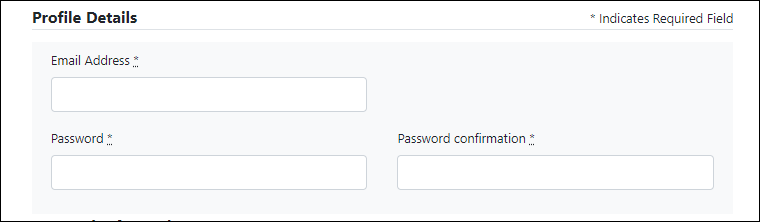 Profile Details
* Indicates Required Field
Email Address *
Password *
Password confirmation *